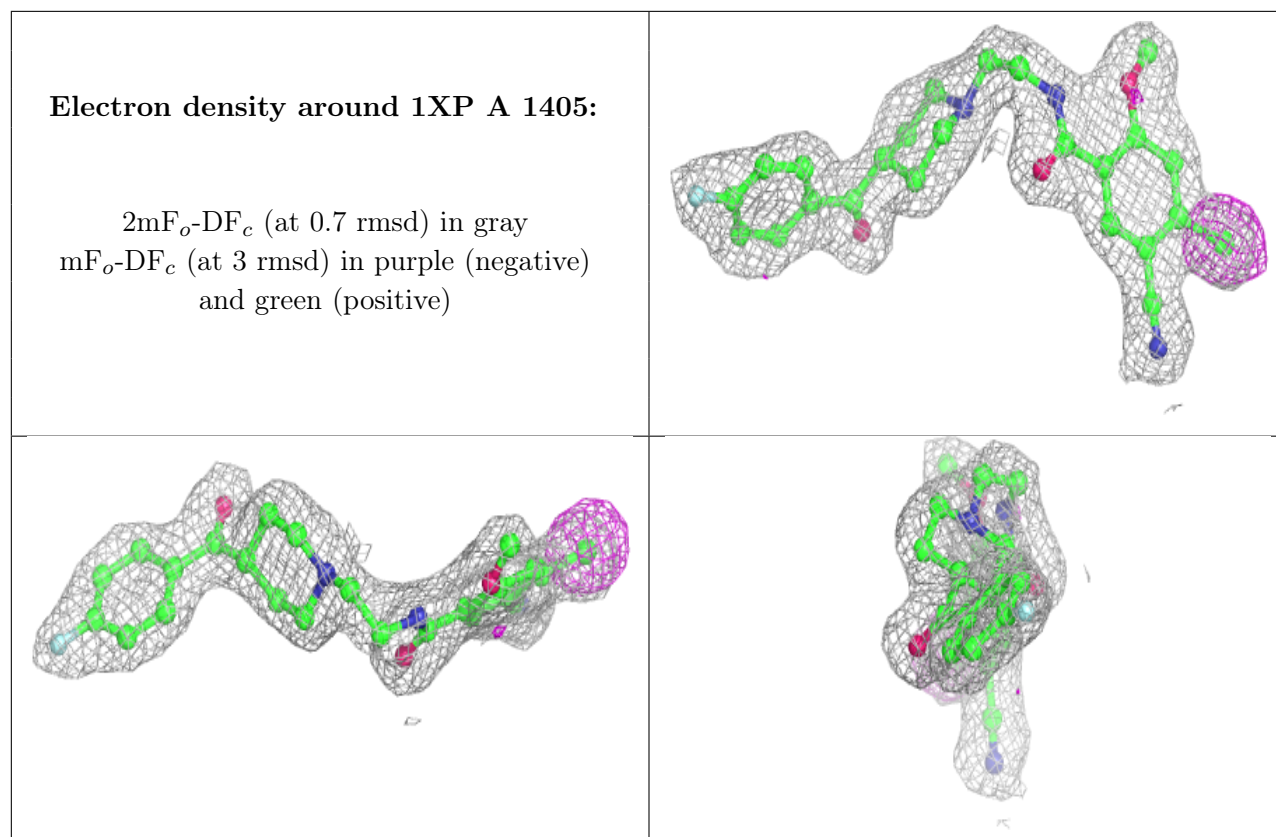 Electron density around 1XP A 1405:
2mFₒ-DF𝒸 (at 0.7 rmsd) in gray
mFₒ-DF𝒸 (at 3 rmsd) in purple (negative)
and green (positive)